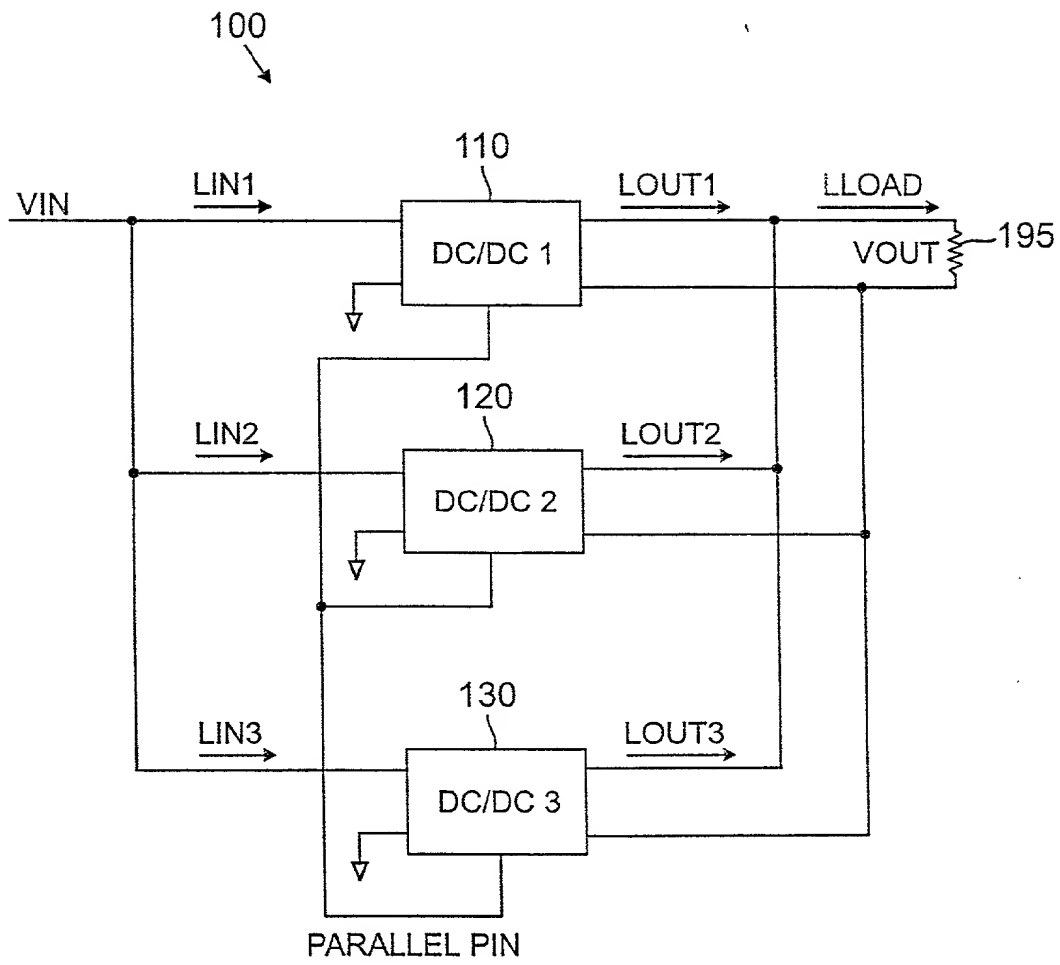 100
110
LIN1
LOUT1
LLOAD
VIN
DC/DC 1
VOUT
195
120
LIN2
LOUT2
DC/DC 2
130
LIN3
LOUT3
DC/DC 3
PARALLEL PIN